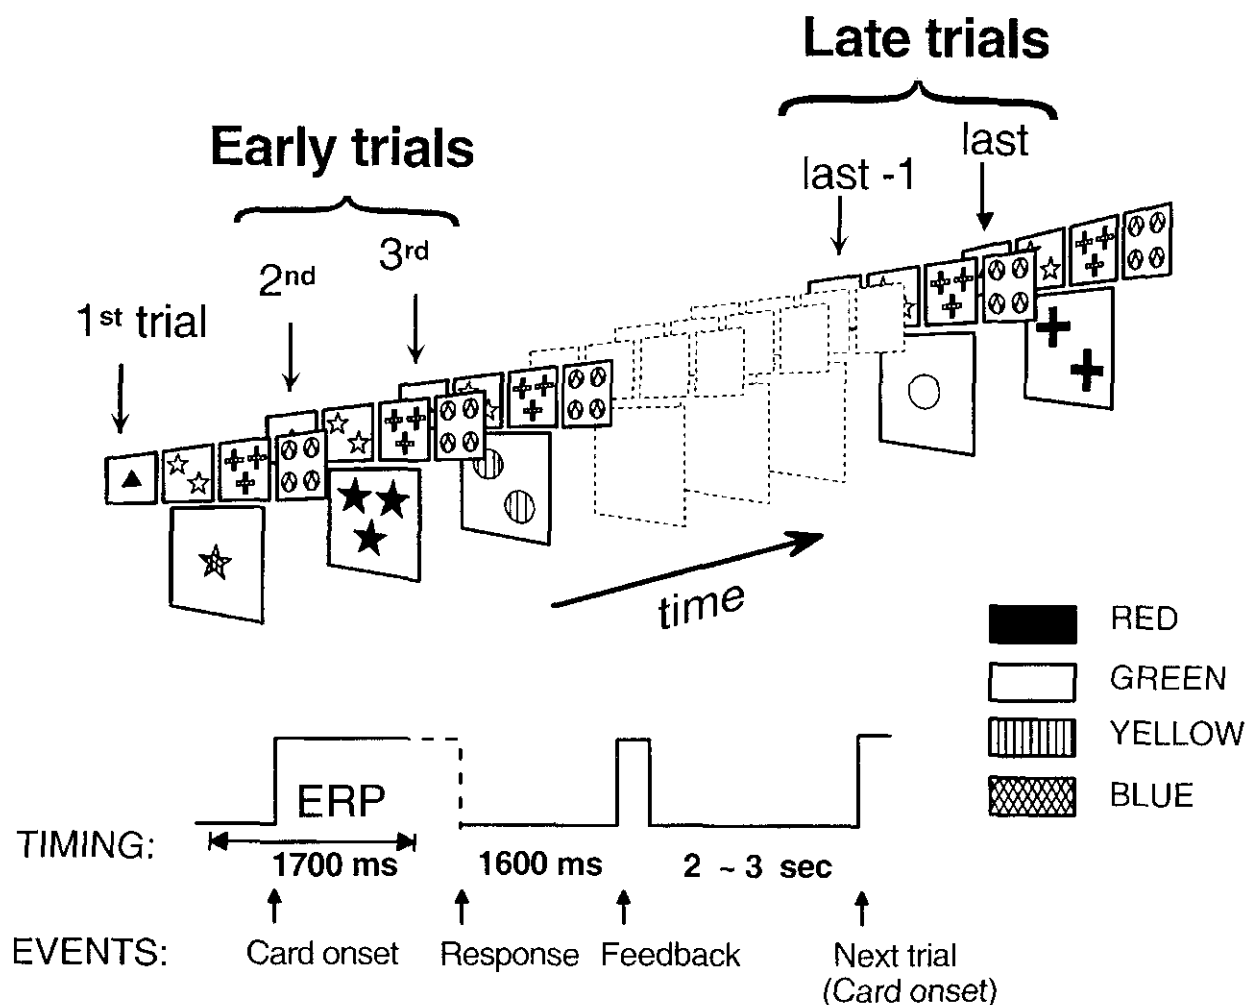 Late trials
Early trials
last
last -1
3rd
2nd
1st trial
time
RED
GREEN
YELLOW
BLUE
ERP
TIMING:
1700 ms
1600 ms
2 ~ 3 sec
EVENTS:
Card onset
Response
Feedback
Next trial
(Card onset)